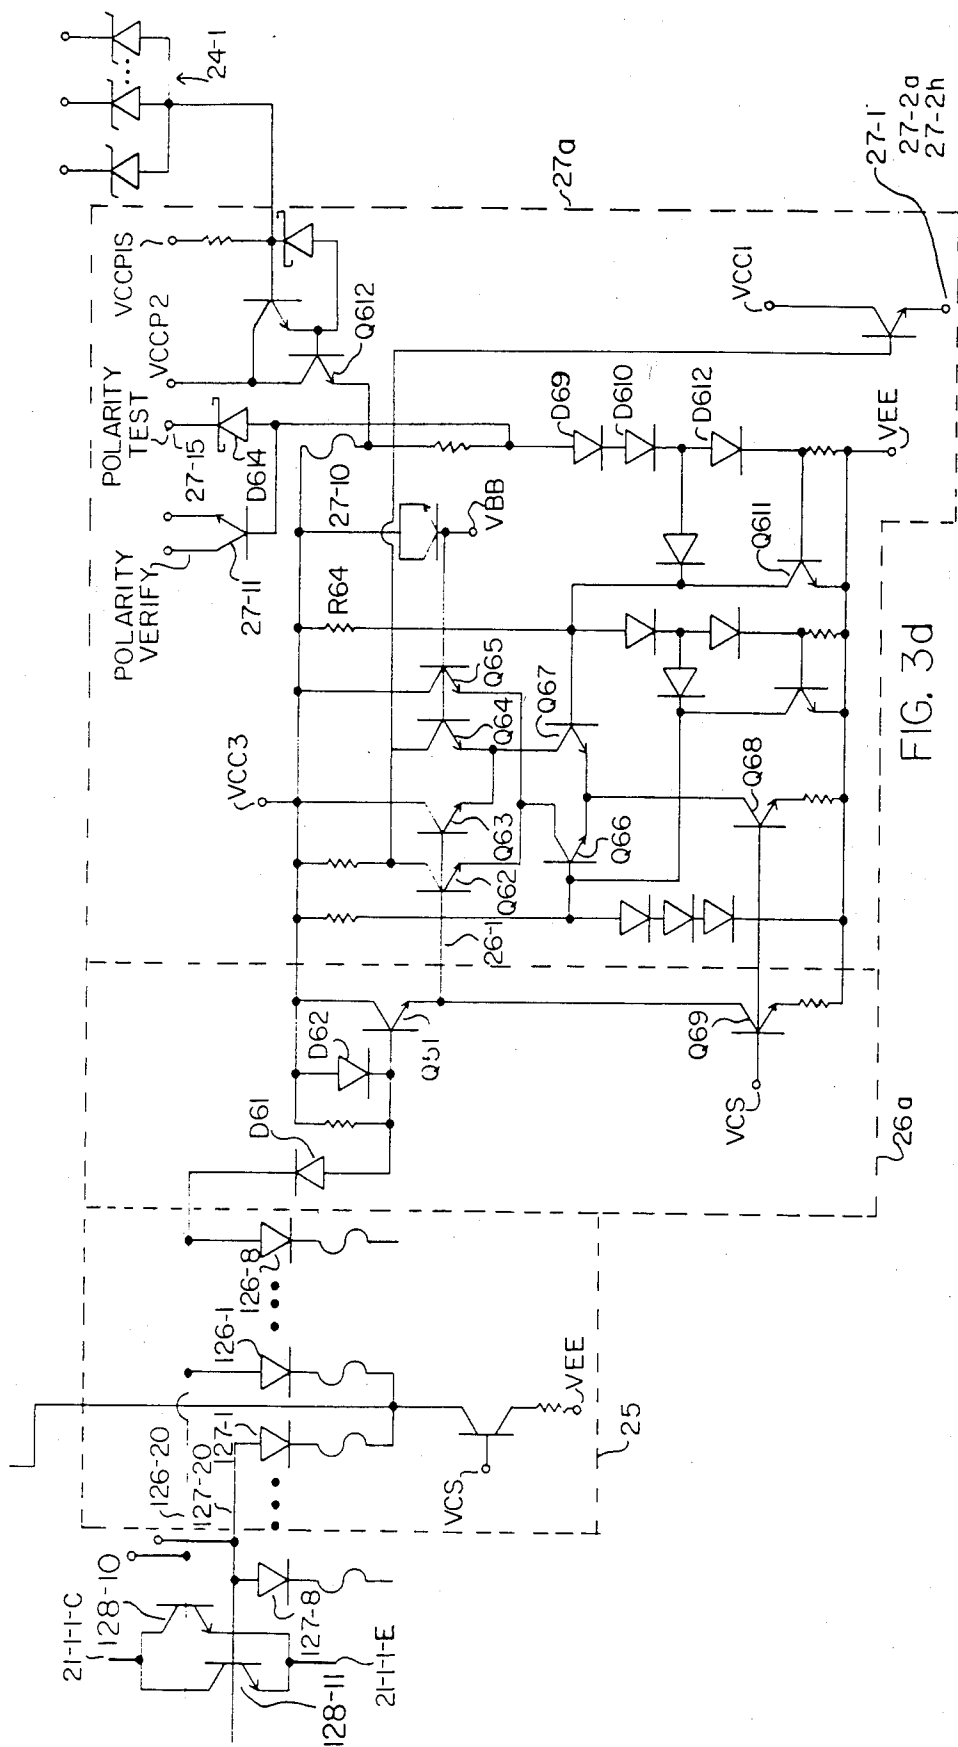 24-1
VCCPIS
VCCP2
POLARITY
TEST
27-15
D614
POLARITY
VERIFY
27-11
Q612
27a
27-1
27-2a
27-2h
VCC1
27-10
VBB
D69
D610
D612
VEE
Q611
R64
VCC3
Q65
Q64
Q63
Q62
26-1
Q67
Q66
Q68
FIG. 3d
D61
D62
Q51
Q69
VCS
26a
126-8
126-1
127-1
126-20
127-20
VCS
VEE
25
21-1-1-C
128-10
128-11
127-8
21-1-1-E